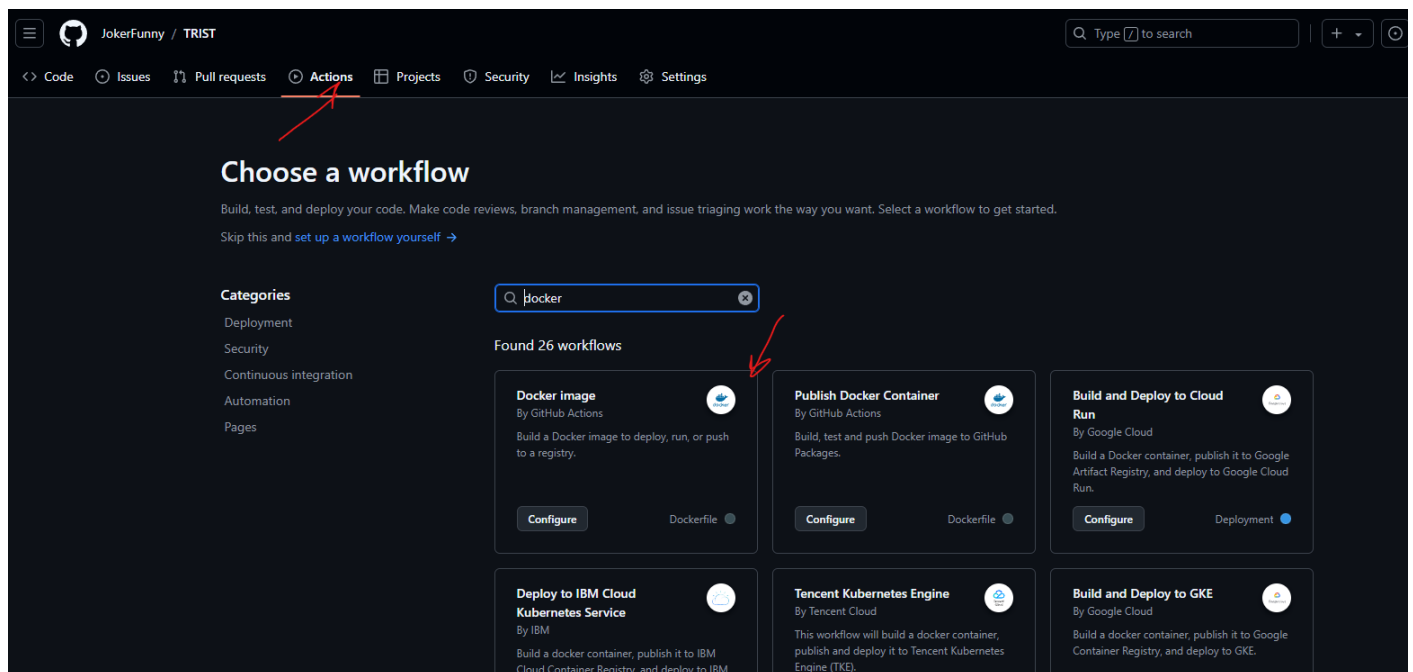 JokerFunny / TRIST
Type / to search
Code Issues Pull requests Actions Projects Security Insights Settings
Choose a workflow
Build, test, and deploy your code. Make code reviews, branch management, and issue triaging work the way you want. Select a workflow to get started.
Skip this and set up a workflow yourself →
Categories
Deployment
Security
Continuous integration
Automation
Pages
docker
Found 26 workflows
Docker image
By GitHub Actions
Build a Docker image to deploy, run, or push
to a registry.
Configure
Dockerfile
Publish Docker Container
By GitHub Actions
Build, test and push Docker image to GitHub
Packages.
Configure
Dockerfile
Build and Deploy to Cloud
Run
By Google Cloud
Build a Docker container, publish it to Google
Artifact Registry, and deploy to Google Cloud
Run.
Configure
Deployment
Deploy to IBM Cloud
Kubernetes Service
By IBM
Build a docker container, publish it to IBM
Cloud Container Registry, and deploy to IBM
Tencent Kubernetes Engine
By Tencent Cloud
This workflow will build a docker container,
publish and deploy it to Tencent Kubernetes
Engine (TKE).
Build and Deploy to GKE
By Google Cloud
Build a docker container, publish it to Google
Container Registry, and deploy to GKE.